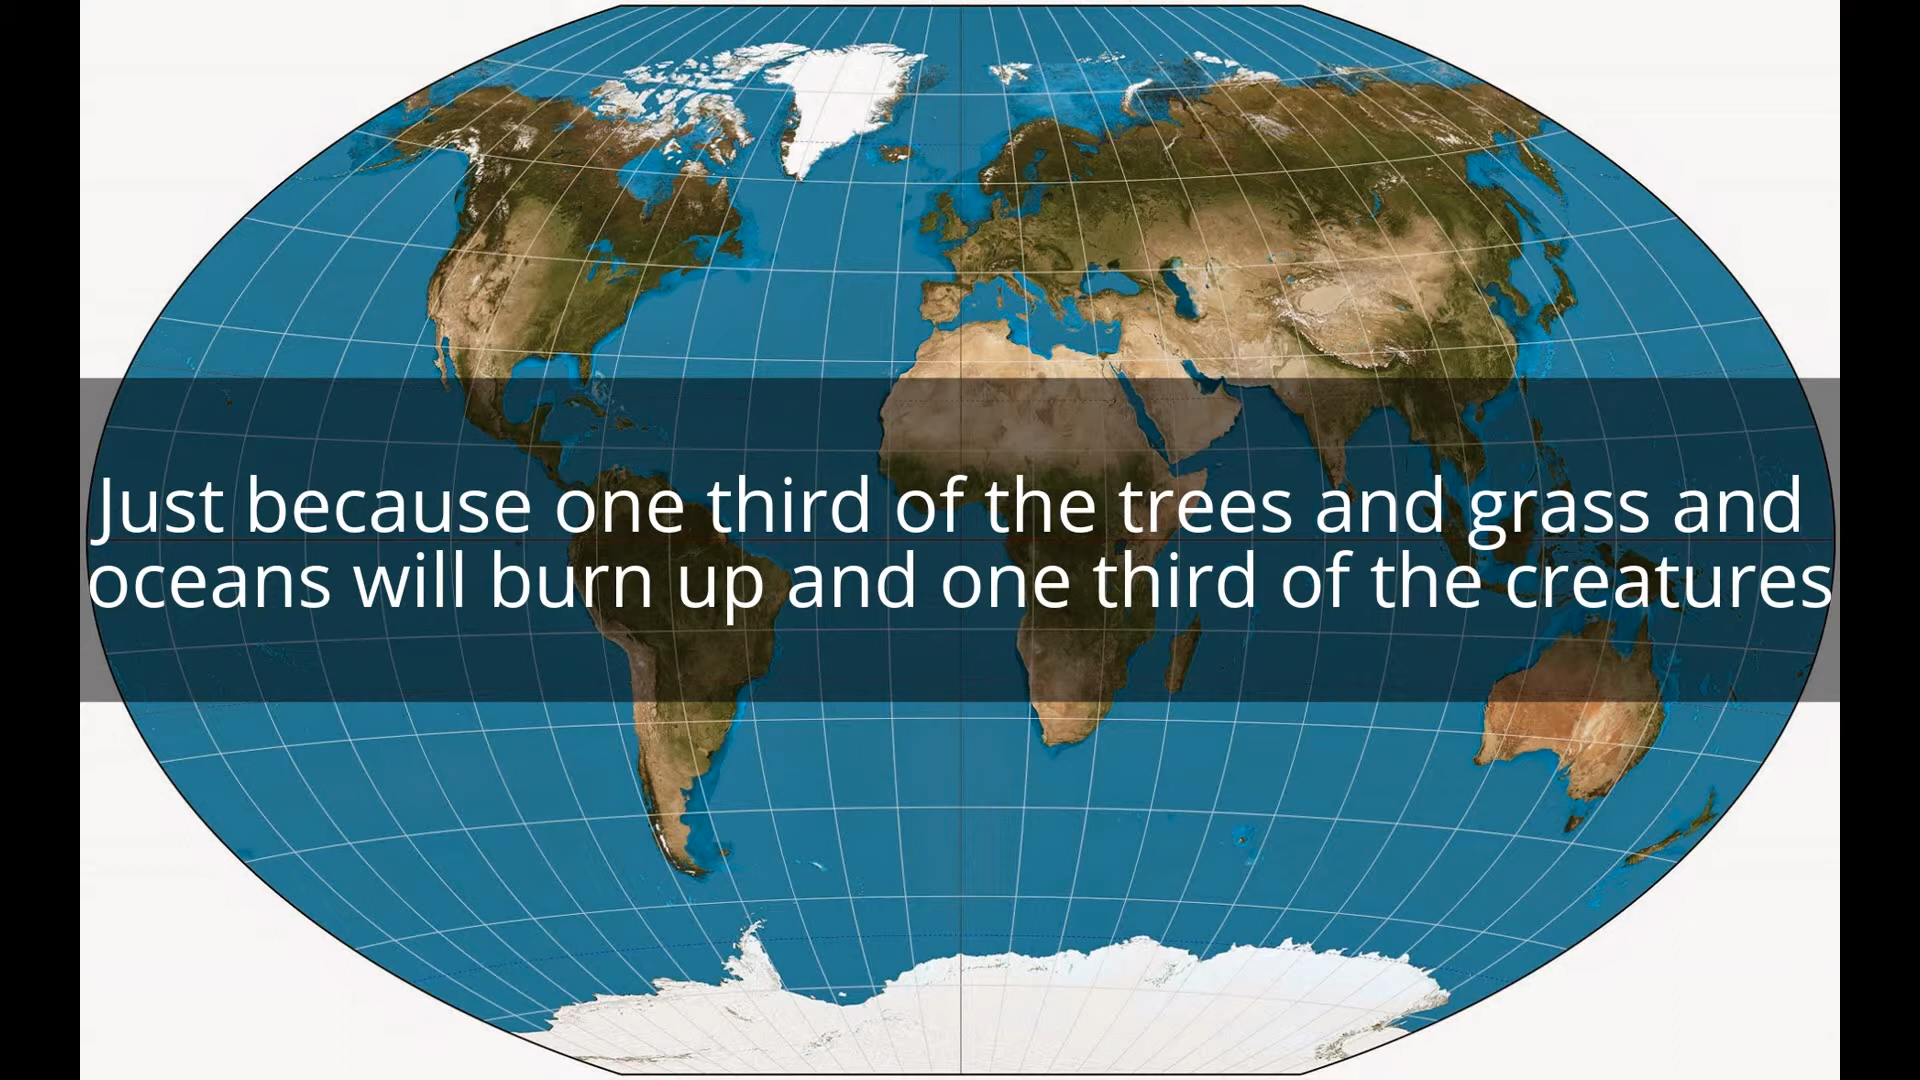 Just because one third of the trees and grass and
oceans will burn up and one third of the creatures